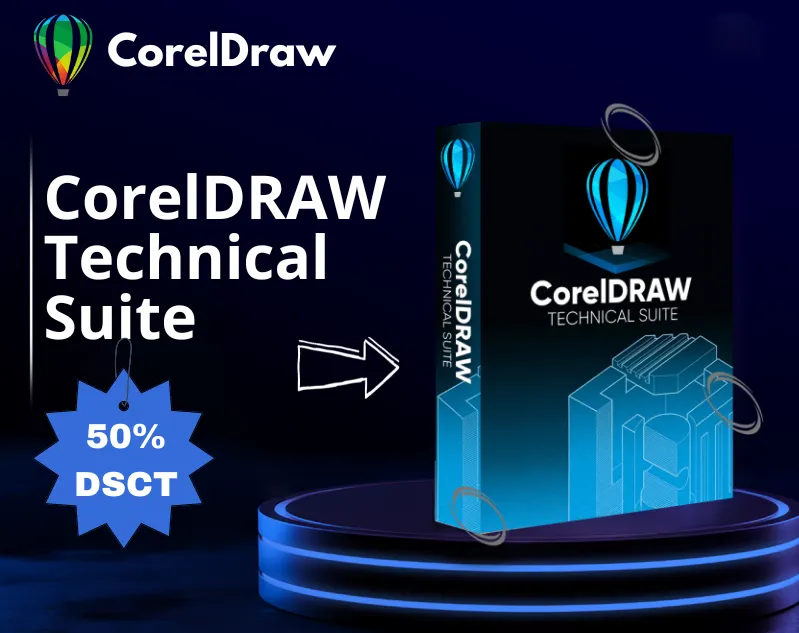 CorelDraw
CorelDRAW
Technical
Suite
50%
DSCT
CorelDRAW
TECHNICAL SUITE
CorelDRAW
TECHNICAL SUITE